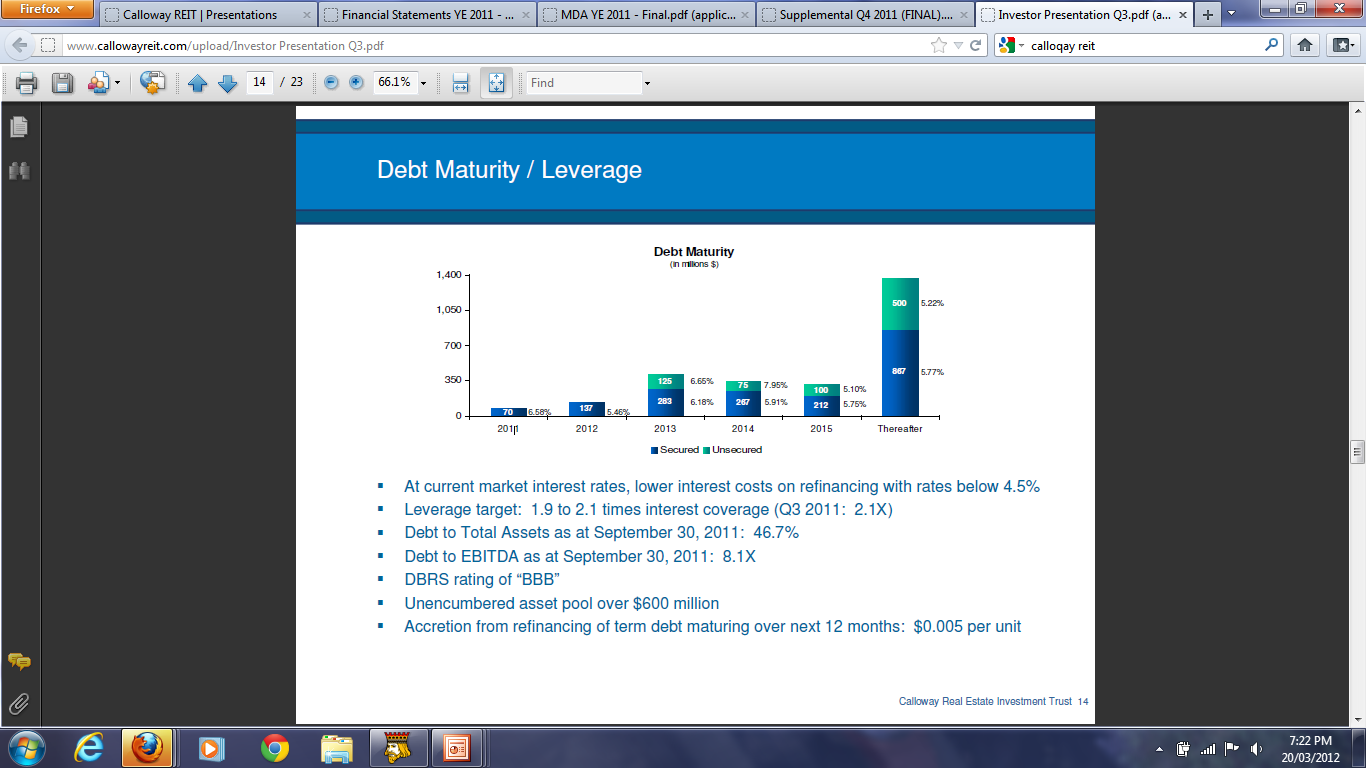 Firefox
Calloway REIT | Presentations
Financial Statements YE 2011 - ...
MDA YE 2011 - Final.pdf (applic...
Supplemental Q4 2011 (FINAL)....
Investor Presentation Q3.pdf (a...
www.callowayreit.com/upload/Investor Presentation Q3.pdf
calloqay reit
14 / 23
66.1%
Find
Debt Maturity / Leverage
Debt Maturity
(in millions $)
1,400
1,050
700
350
0
70
6.58%
137
5.46%
125
6.65%
283
6.18%
75
7.95%
267
5.91%
100
5.10%
212
5.75%
500
5.22%
867
5.77%
2011
2012
2013
2014
2015
Thereafter
Secured
Unsecured
At current market interest rates, lower interest costs on refinancing with rates below 4.5%
Leverage target: 1.9 to 2.1 times interest coverage (Q3 2011: 2.1X)
Debt to Total Assets as at September 30, 2011: 46.7%
Debt to EBITDA as at September 30, 2011: 8.1X
DBRS rating of “BBB”
Unencumbered asset pool over $600 million
Accretion from refinancing of term debt maturing over next 12 months: $0.005 per unit
Calloway Real Estate Investment Trust 14
7:22 PM
20/03/2012